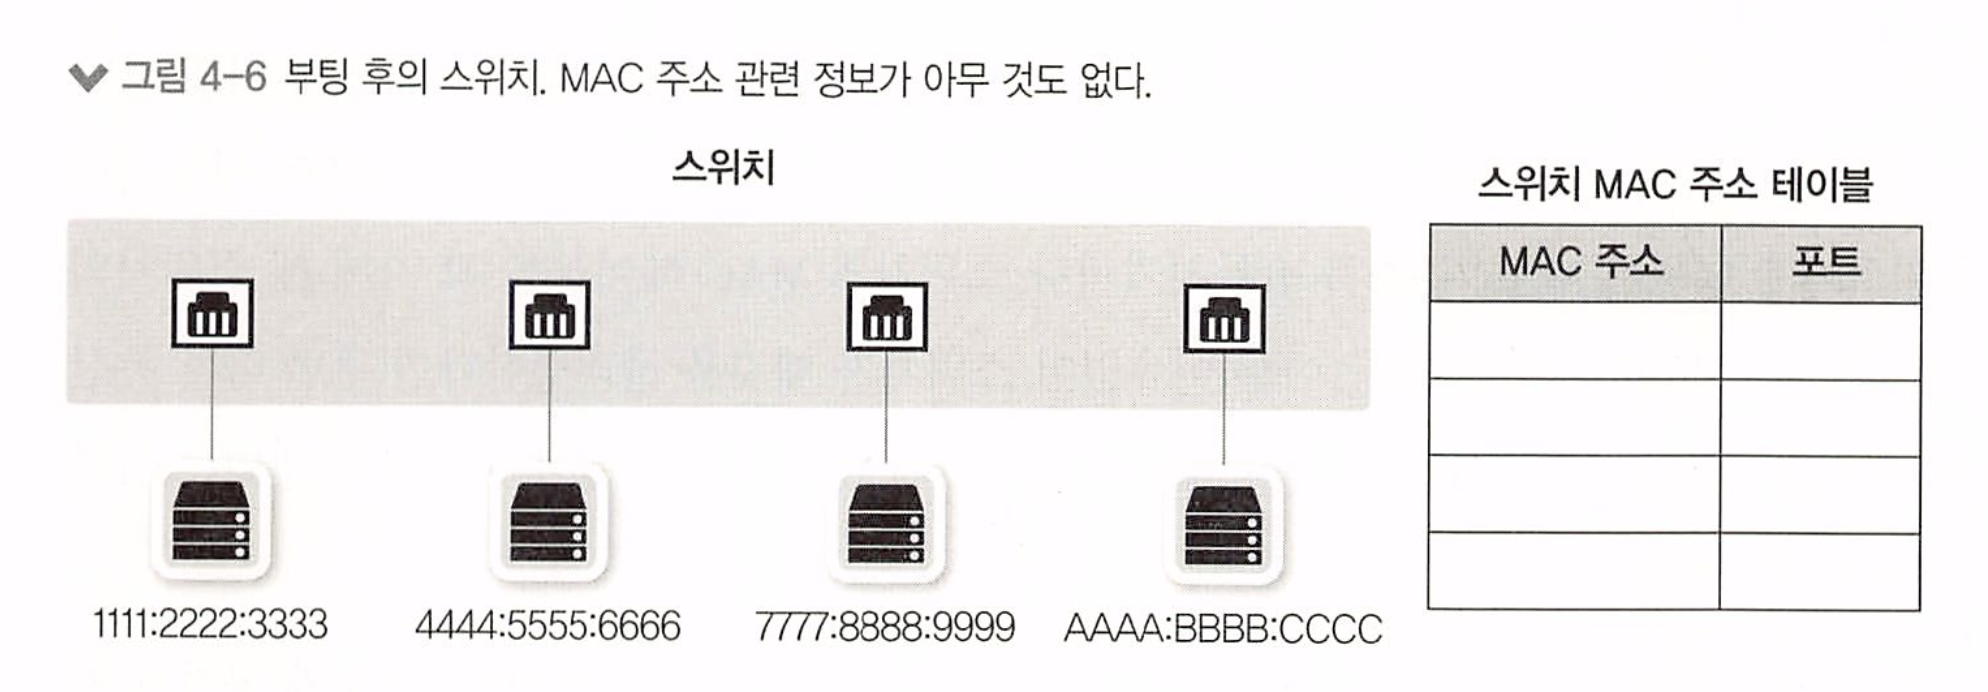 그림 4-6 부팅 후의 스위치. MAC 주소 관련 정보가 아무 것도 없다.
스위치
스위치 MAC 주소 테이블
MAC 주소 포트
1111:2222:3333 4444:5555:6666 7777:8888:9999 AAAA:BBBB:CCCC